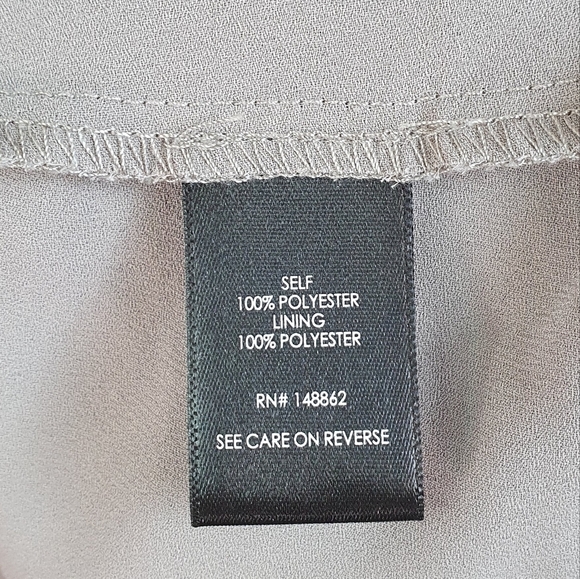 SELF
100% POLYESTER
LINING
100% POLYESTER
RN# 148862
SEE CARE ON REVERSE